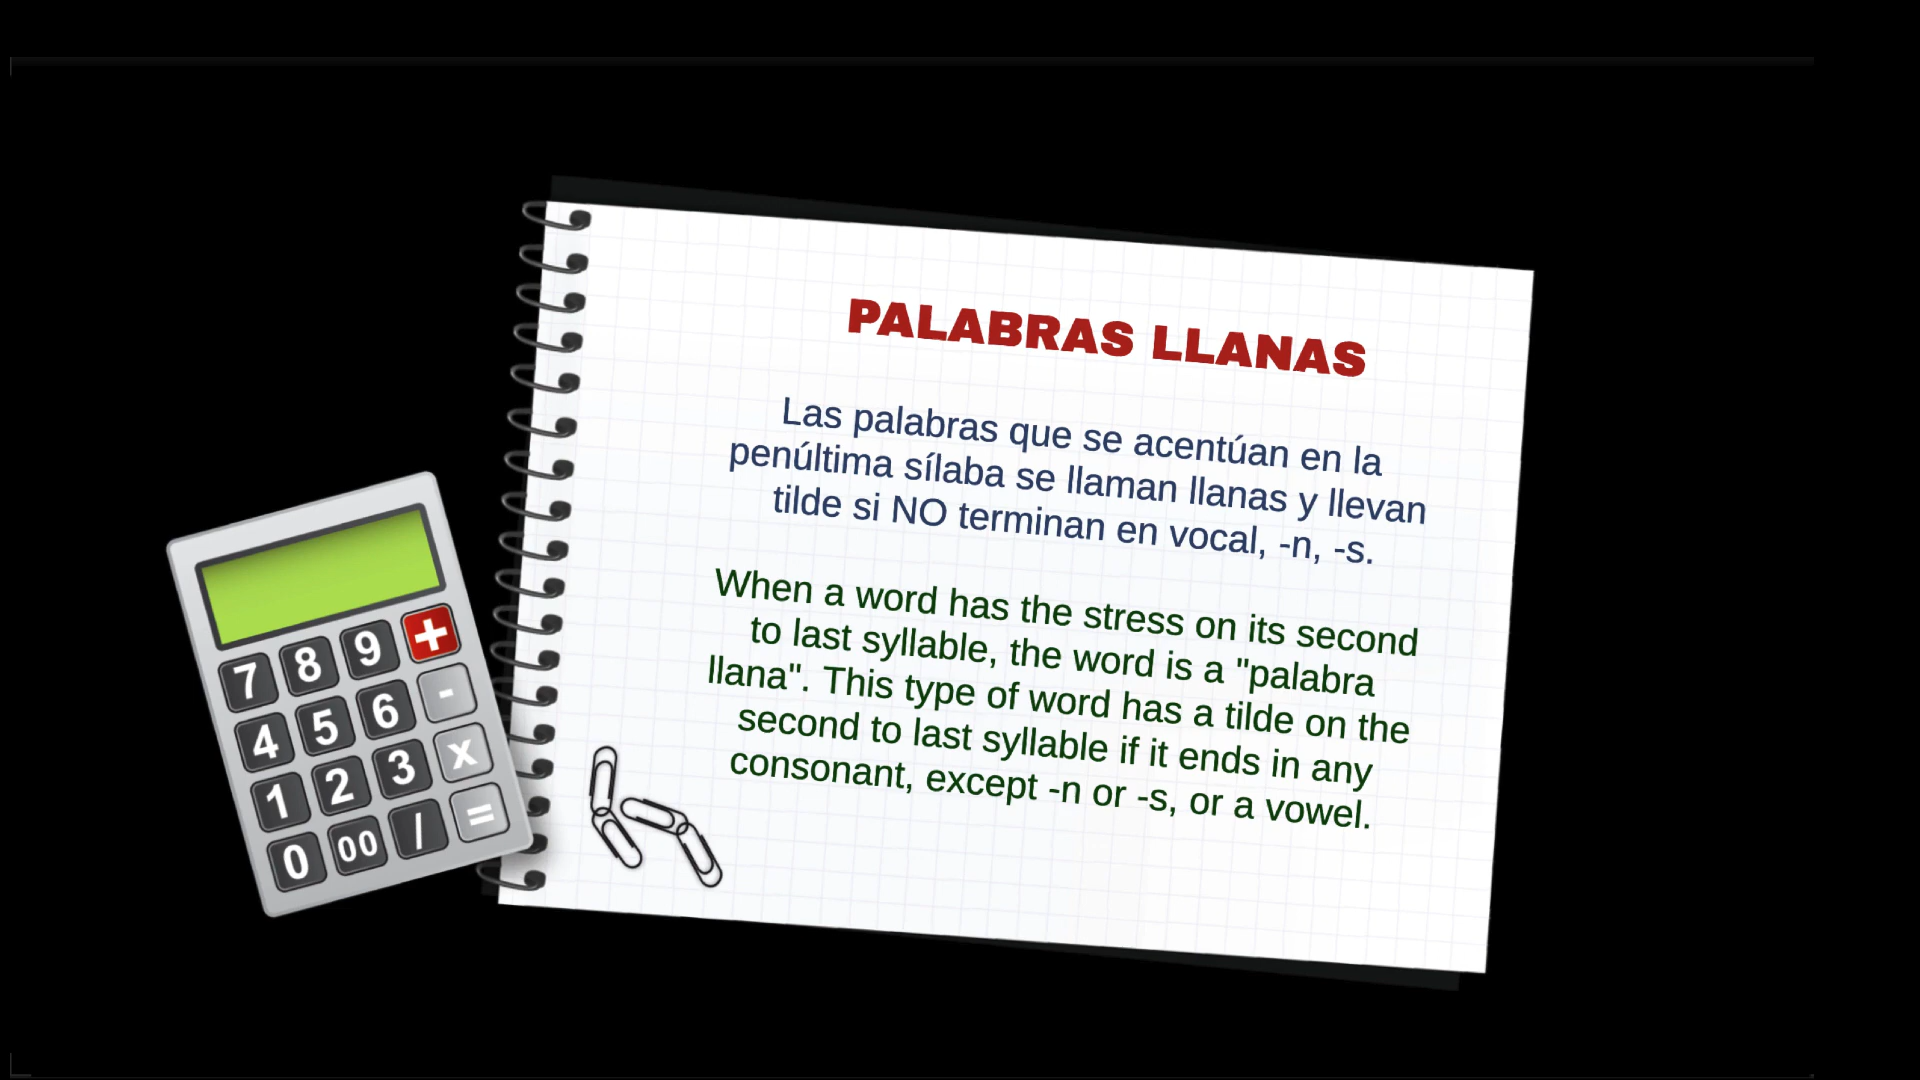 PALABRAS LLANAS
Las palabras que se acentúan en la
penúltima sílaba se llaman llanas y llevan
tilde si NO terminan en vocal, -n, -s.
When a word has the stress on its second
to last syllable, the word is a "palabra
llana". This type of word has a tilde on the
second to last syllable if it ends in any
consonant, except -n or -s, or a vowel.
7 8 9 +
4 5 6 -
1 2 3 x
0 00 / =